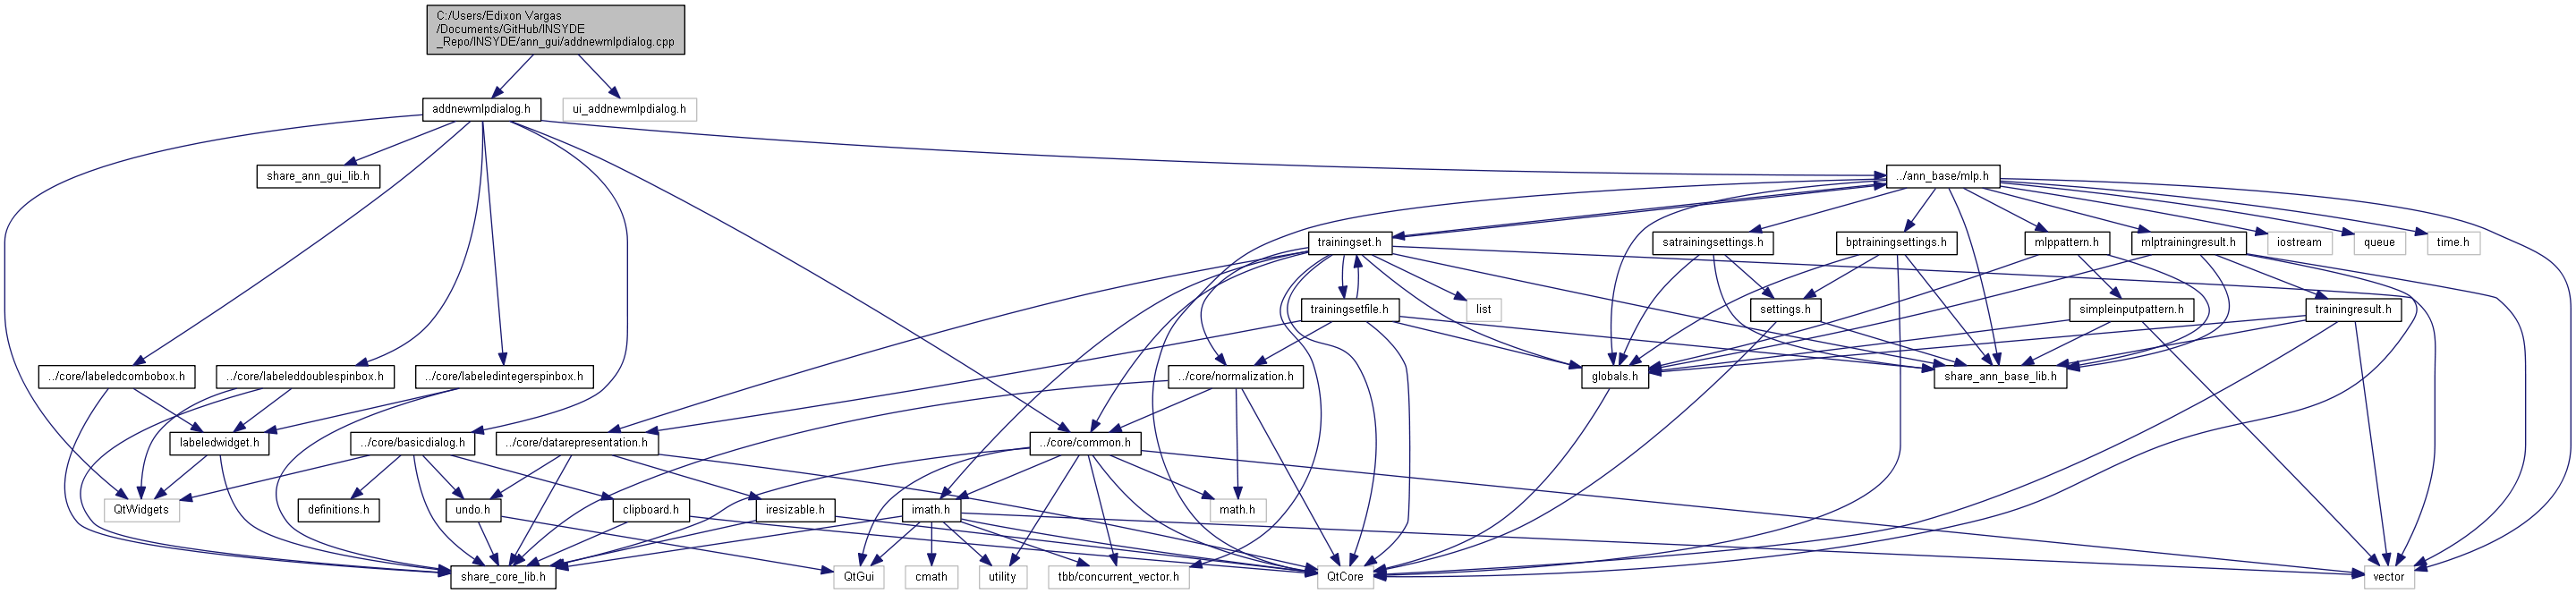 C:/Users/Edixon Vargas
/Documents/GitHub/INSYDE
_Repo/INSYDE/ann_gui/addnewmlpdialog.cpp
addnewmlpdialog.h
ui_addnewmlpdialog.h
share_ann_gui_lib.h
../ann_base/mlp.h
trainingset.h
satrainingsettings.h
bptrainingsettings.h
mlppattern.h
mlptrainingresult.h
iostream
queue
time.h
trainingsetfile.h
list
settings.h
simpleinputpattern.h
trainingresult.h
../core/labeledcombobox.h
../core/labeleddoublespinbox.h
../core/labeledintegerspinbox.h
../core/normalization.h
globals.h
share_ann_base_lib.h
labeledwidget.h
../core/basicdialog.h
../core/datarepresentation.h
../core/common.h
QtWidgets
definitions.h
undo.h
clipboard.h
iresizable.h
imath.h
math.h
share_core_lib.h
QtGui
cmath
utility
tbb/concurrent_vector.h
QtCore
vector